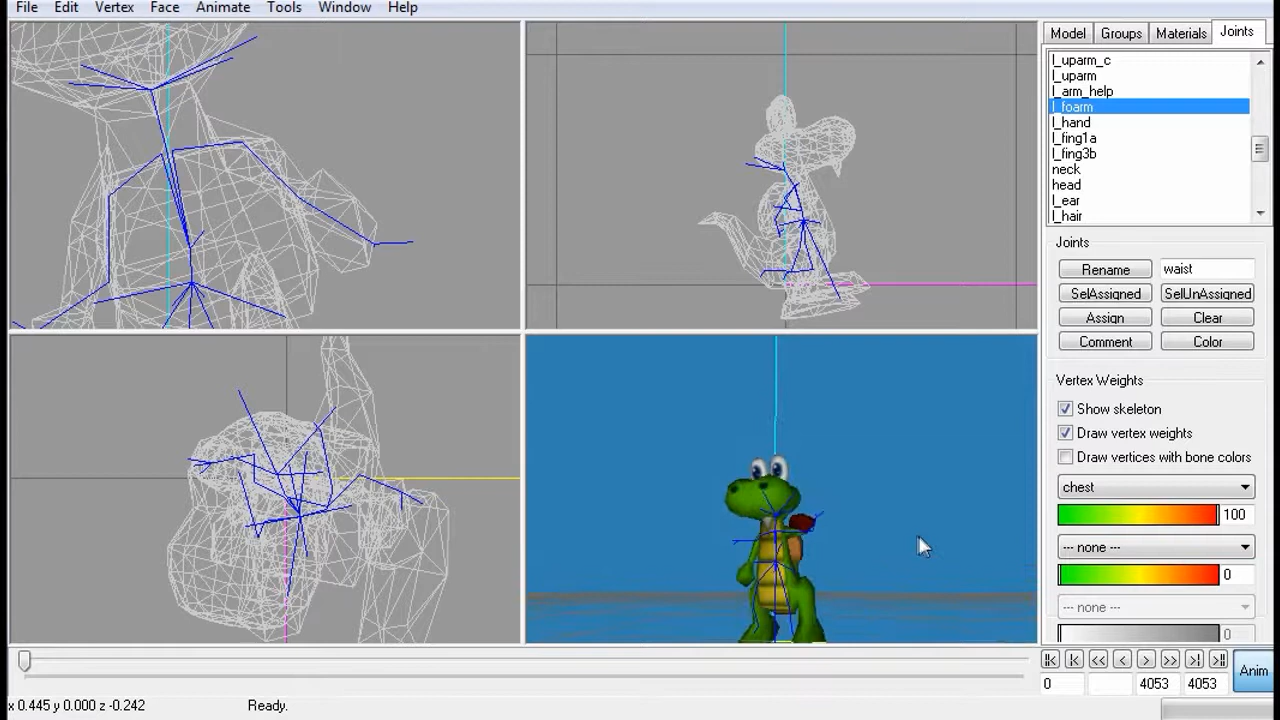 File Edit Vertex Face Animate Tools Window Help
Model Groups Materials Joints
l_uparm_c
l_uparm
l_arm_help
l_foarm
l_hand
l_fing1a
l_fing3b
neck
head
l_ear
l_hair
Joints
Rename waist
SelAssigned SelUnAssigned
Assign Clear
Comment Color
Vertex Weights
Show skeleton
Draw vertex weights
Draw vertices with bone colors
chest
100
--- none ---
0
--- none ---
0
Anim
0 4053 4053
x 0.445 y 0.000 z -0.242 Ready.